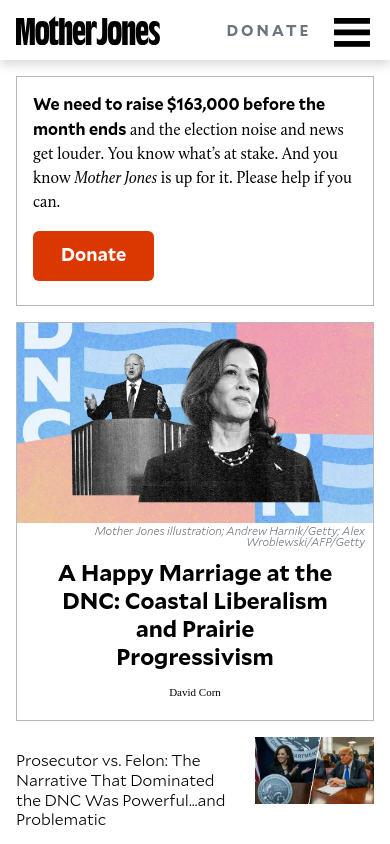 Mother Jones
DONATE
We need to raise $163,000 before the
month ends and the election noise and news
get louder. You know what's at stake. And you
know Mother Jones is up for it. Please help if you
can.
Donate
DNC
N
Mother Jones illustration; Andrew Harnik/Getty; Alex
Wroblewski/AFP/Getty
A Happy Marriage at the
DNC: Coastal Liberalism
and Prairie
Progressivism
David Corn
Prosecutor vs. Felon: The
Narrative That Dominated
the DNC Was Powerful...and
Problematic